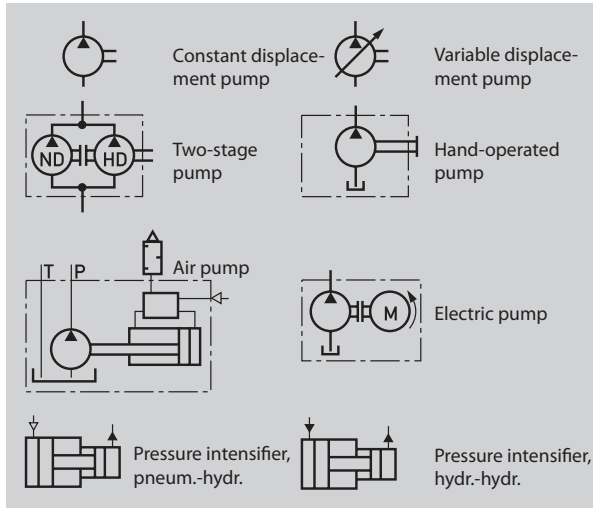 Constant displace-
ment pump
Variable displace-
ment pump
ND HD
Two-stage
pump
Hand-operated
pump
T P
Air pump
M
Electric pump
Pressure intensifier,
pneum.-hydr.
Pressure intensifier,
hydr.-hydr.